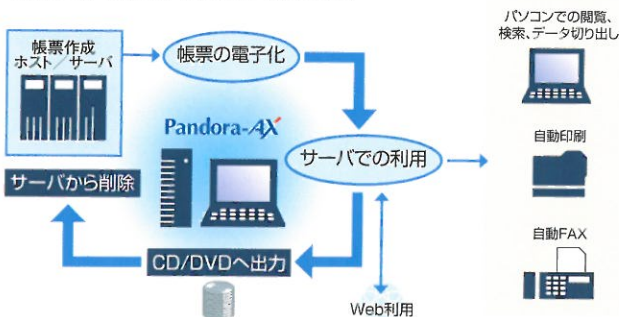 帳票作成
ホスト/サーバ
帳票の電子化
Pandora-AX
サーバでの利用
サーバから削除
CD/DVDへ出力
Web利用
パソコンでの閲覧、
検索、データ切り出し
自動印刷
自動FAX